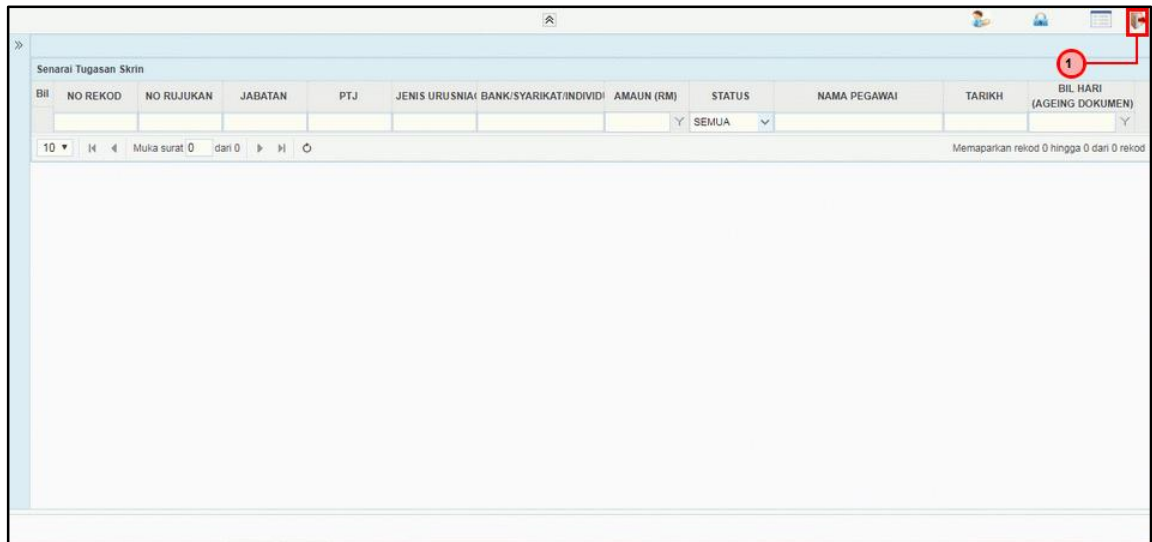 1
Senarai Tugasan Skrin
Bil NO REKOD NO RUJUKAN JABATAN PTJ JENIS URUSNIA( BANK/SYARIKAT/INDIVIDU AMAUN (RM) STATUS NAMA PEGAWAI TARIKH BIL HARI
(AGEING DOKUMEN)
SEMUA
10 Muka surat 0 dari 0 Memaparkan rekod 0 hingga 0 dari 0 rekod